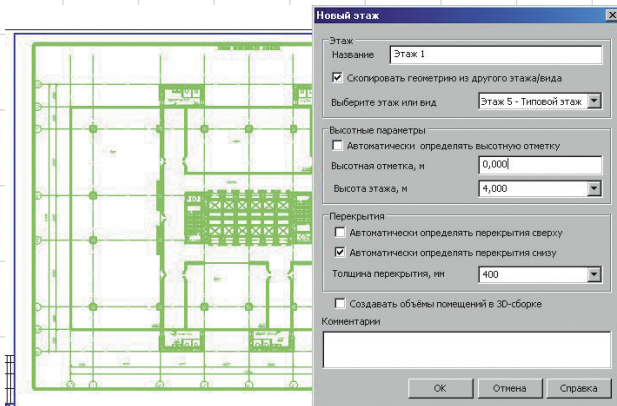 Новый этаж
Этаж
Название Этаж 1
Скопировать геометрию из другого этажа/вида
Выберите этаж или вид Этаж 5 - Типовой этаж
Высотные параметры
Автоматически определять высотную отметку
Высотная отметка, м 0,000
Высота этажа, м 4,000
Перекрытия
Автоматически определять перекрытия сверху
Автоматически определять перекрытия снизу
Толщина перекрытия, мм 400
Создавать объёмы помещений в 3D-сборке
Комментарии
ОК Отмена Справка